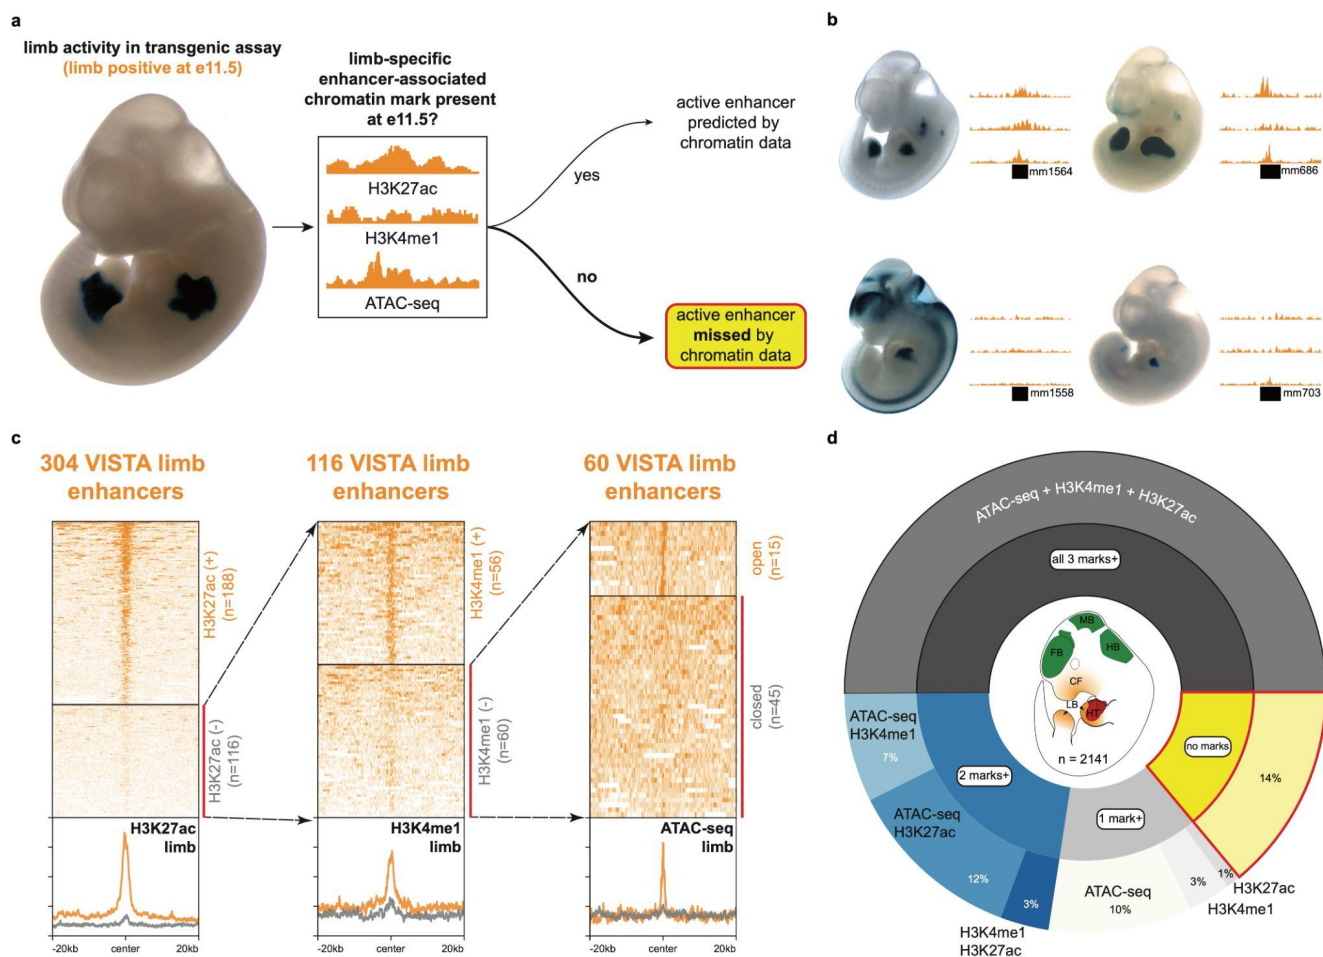 a
limb activity in transgenic assay
(limb positive at e11.5)
limb-specific
enhancer-associated
chromatin mark present
at e11.5?
H3K27ac
H3K4me1
ATAC-seq
yes
no
active enhancer
predicted by
chromatin data
active enhancer
missed by
chromatin data
b
mm1564
mm686
mm1558
mm703
c
304 VISTA limb
enhancers
116 VISTA limb
enhancers
60 VISTA limb
enhancers
H3K27ac (+)
(n=188)
H3K27ac (-)
(n=116)
H3K4me1 (+)
(n=56)
H3K4me1 (-)
(n=60)
open
(n=15)
closed
(n=45)
H3K27ac
limb
H3K4me1
limb
ATAC-seq
limb
-20kb center 20kb
-20kb center 20kb
-20kb center 20kb
d
ATAC-seq + H3K4me1 + H3K27ac
all 3 marks+
MB
FB
HB
CF
LB
HT
n = 2141
ATAC-seq
H3K4me1
7%
2 marks+
ATAC-seq
H3K27ac
12%
3%
H3K4me1
H3K27ac
1 mark+
ATAC-seq
10%
3%
1%
H3K27ac
H3K4me1
no marks
14%